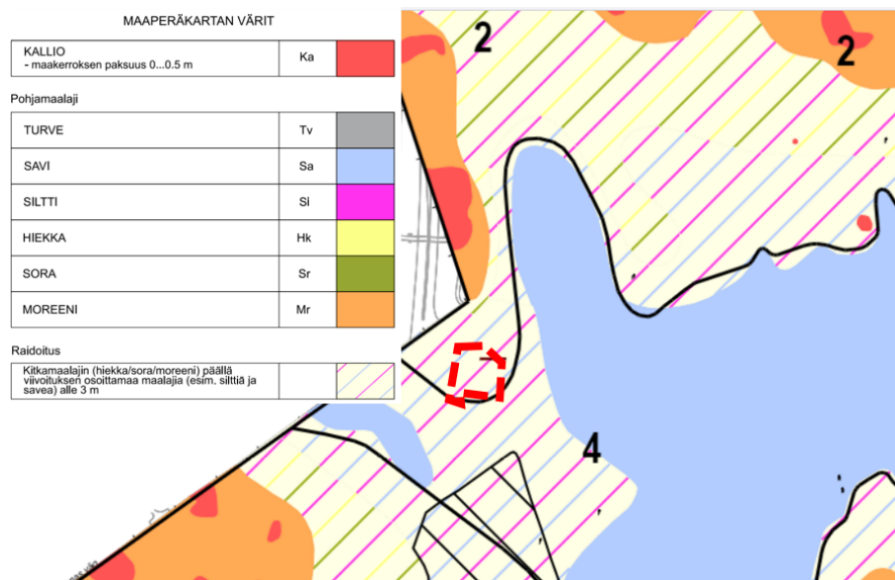 MAAPERÄKARTAN VÄRIT
KALLIO
- maakerroksen paksuus 0...0.5 m
Ka
Pohjamaalaji
TURVE Tv
SAVI Sa
SILTTI Si
HIEKKA Hk
SORA Sr
MOREENI Mr
Raidoitus
Kitkamaalajin (hiekka/sora/moreeni) päällä
viivoituksen osoittamaa maalajia (esim. silttiä ja
savea) alle 3 m
2
2
4